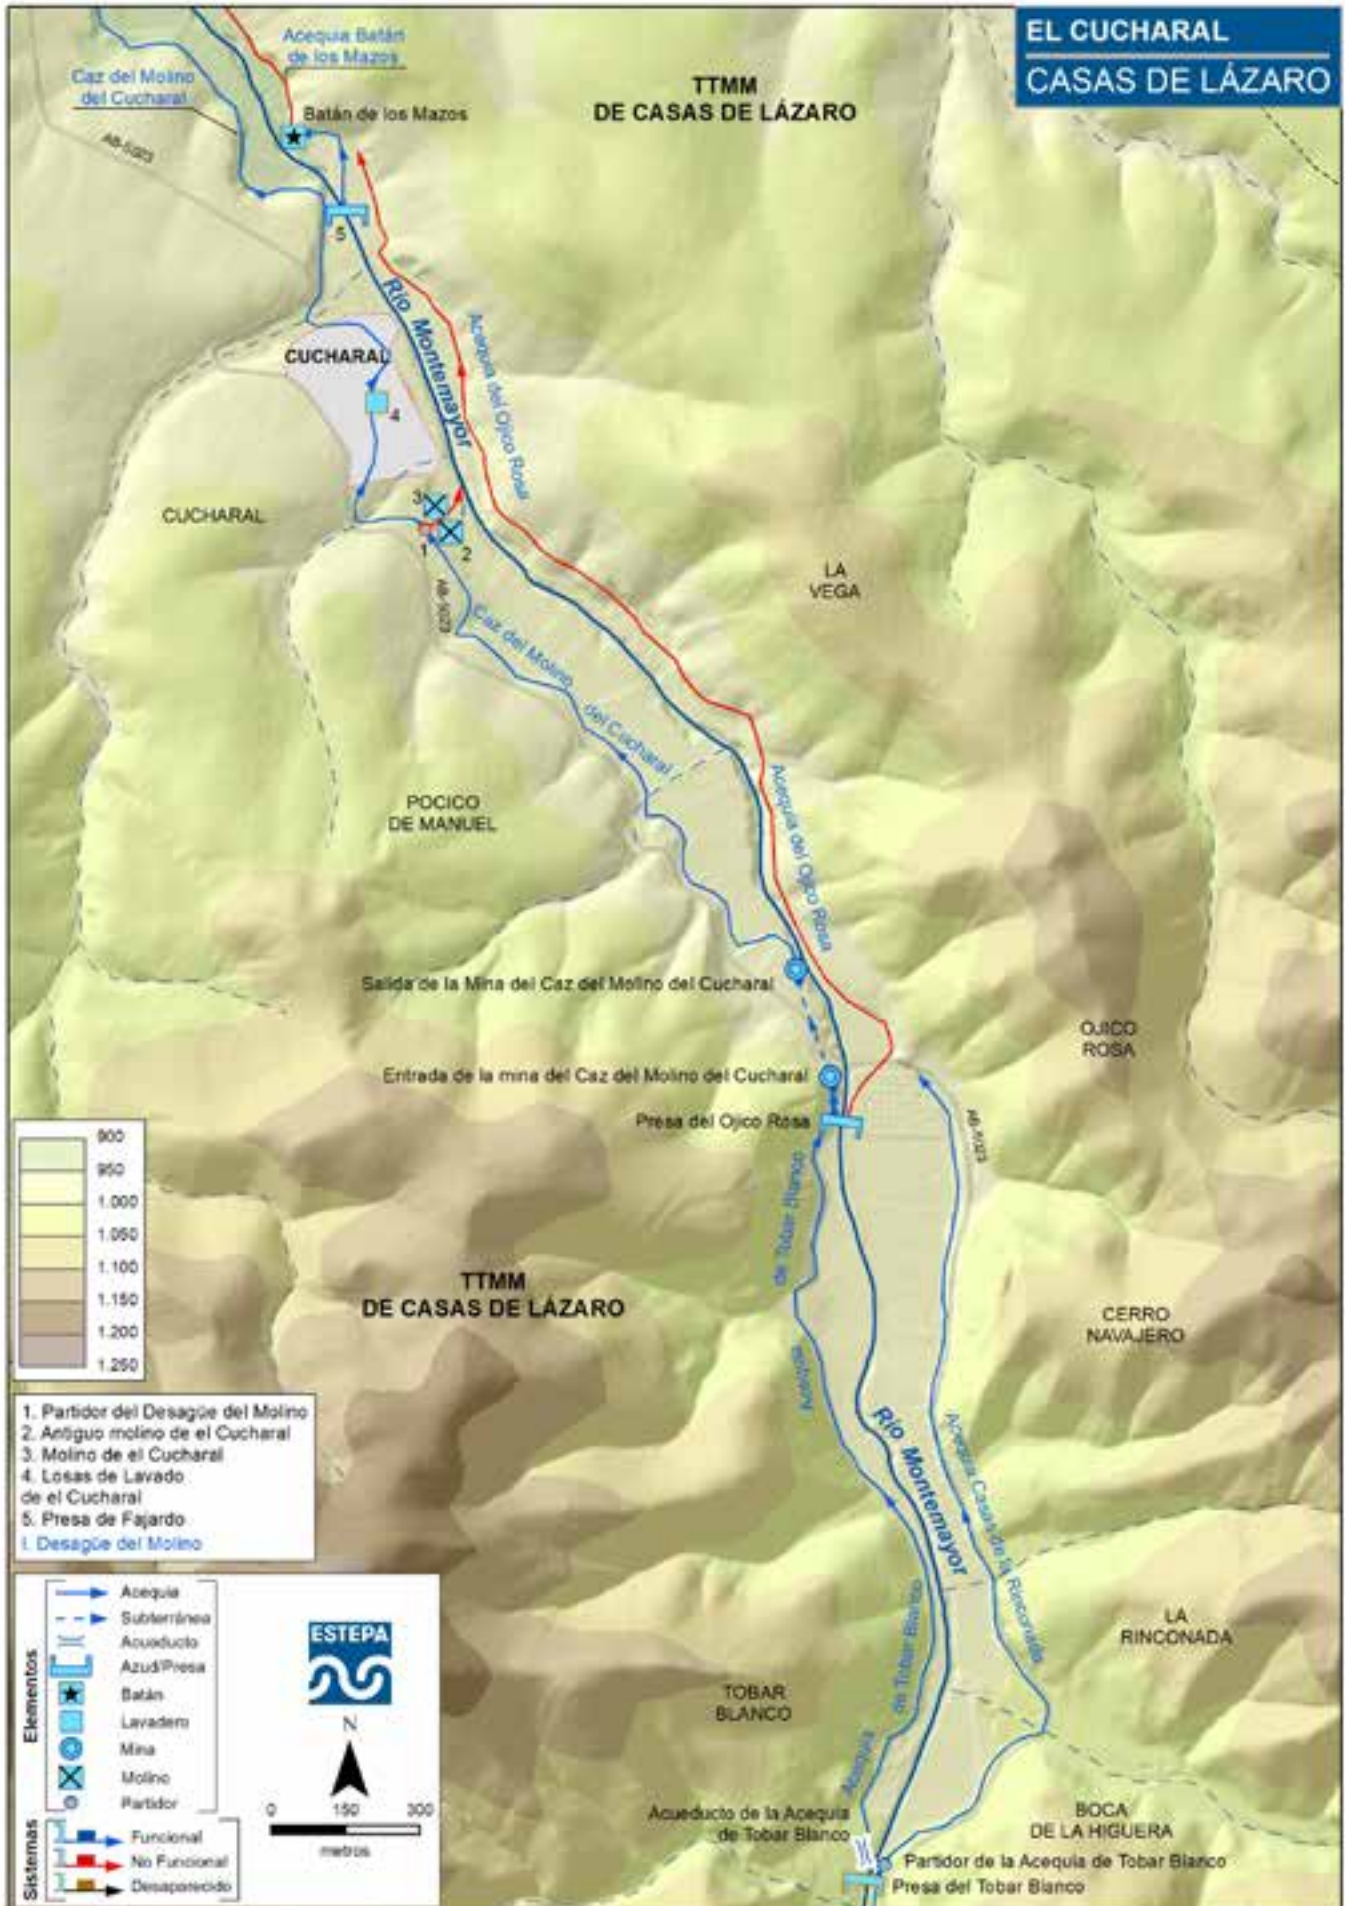 EL CUCHARAL
CASAS DE LÁZARO
Acequia Batán
de los Mazos
Caz del Molino
del Cucharal
TTMM
DE CASAS DE LÁZARO
Batán de los Mazos
AB-5023
5
Río Montemayor
Acequia del Ojico Rosa
CUCHARAL
4
CUCHARAL
3
1
2
LA
VEGA
AB-5023
Caz del Molino
del Cucharal
POCICO
DE MANUEL
Acequia del Ojico Rosa
Salida de la Mina del Caz del Molino del Cucharal
OJICO
ROSA
Entrada de la mina del Caz del Molino del Cucharal
Presa del Ojico Rosa
AB-5023
Acequia
de Tobar Blanco
TTMM
DE CASAS DE LÁZARO
CERRO
NAVAJERO
Río Montemayor
Acequia Casas de la Rinconada
LA
RINCONADA
TOBAR
BLANCO
Acequia
de Tobar Blanco
Acueducto de la Acequia
de Tobar Blanco
BOCA
DE LA HIGUERA
Partidor de la Acequia de Tobar Blanco
Presa del Tobar Blanco
900
950
1.000
1.050
1.100
1.150
1.200
1.250
1. Partidor del Desagüe del Molino
2. Antiguo molino de el Cucharal
3. Molino de el Cucharal
4. Losas de Lavado
de el Cucharal
5. Presa de Fajardo
I. Desagüe del Molino
Elementos
Acequia
Subterránea
Acueducto
Azud/Presa
Batán
Lavadero
Mina
Molino
Partidor
Sistemas
Funcional
No Funcional
Desaparecido
ESTEPA
N
0 150 300
metros